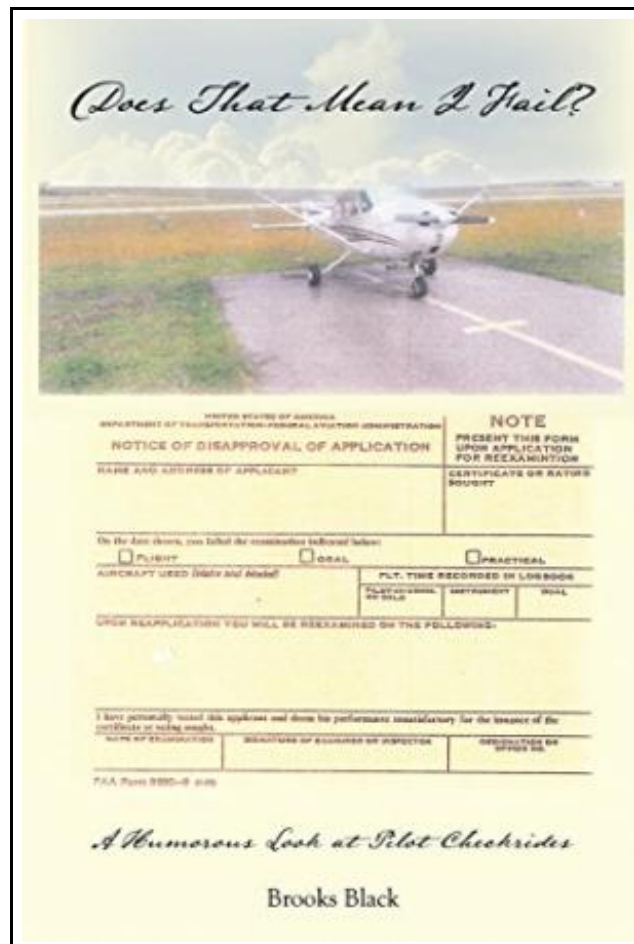 Does That Mean I Fail?
UNITED STATES OF AMERICA
DEPARTMENT OF TRANSPORTATION-FEDERAL AVIATION ADMINISTRATION
NOTICE OF DISAPPROVAL OF APPLICATION
NOTE
PRESENT THIS FORM
UPON APPLICATION
FOR REEXAMINTION
NAME AND ADDRESS OF APPLICANT
CERTIFICATE OR RATING
SOUGHT
On the date shown, you failed the examination indicated below:
FLIGHT ORAL PRACTICAL
AIRCRAFT USED (Make and Model)
FLT. TIME RECORDED IN LOGBOOK
INSTRUMENT DUAL
UPON REAPPLICATION YOU WILL BE REEXAMINED ON THE FOLLOWING:
I have personally tested this applicant and deem his performance unsatisfactory for the issuance of the
certificate or rating sought.
DATE OF EXAMINATION SIGNATURE OF EXAMINER OR INSPECTOR DESIGNATION OR
OFFICE NO.
FAA Form
A Humorous Look at Pilot Checkrides
Brooks Black